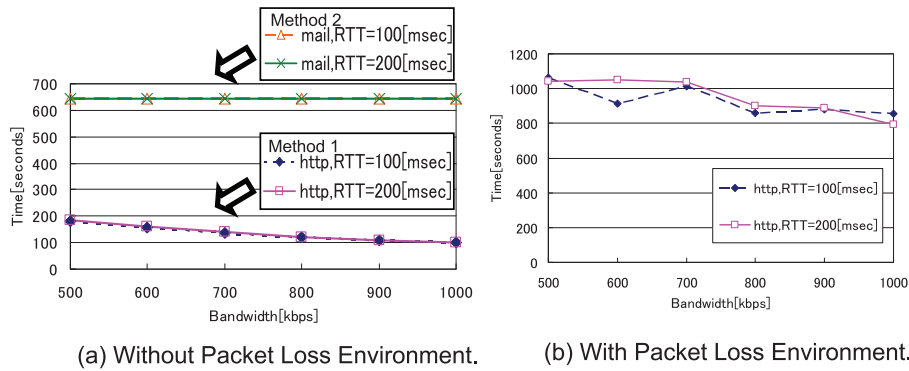 Method 2
mail,RTT=100[msec]
mail,RTT=200[msec]
Method 1
http,RTT=100[msec]
http,RTT=200[msec]
Time[seconds]
700
600
500
400
300
200
100
0
500 600 700 800 900 1000
Bandwidth[kbps]
(a) Without Packet Loss Environment.
Time[seconds]
1200
1000
800
600
400
200
0
http,RTT=100[msec]
http,RTT=200[msec]
500 600 700 800 900 1000
Bandwidth[kbps]
(b) With Packet Loss Environment.